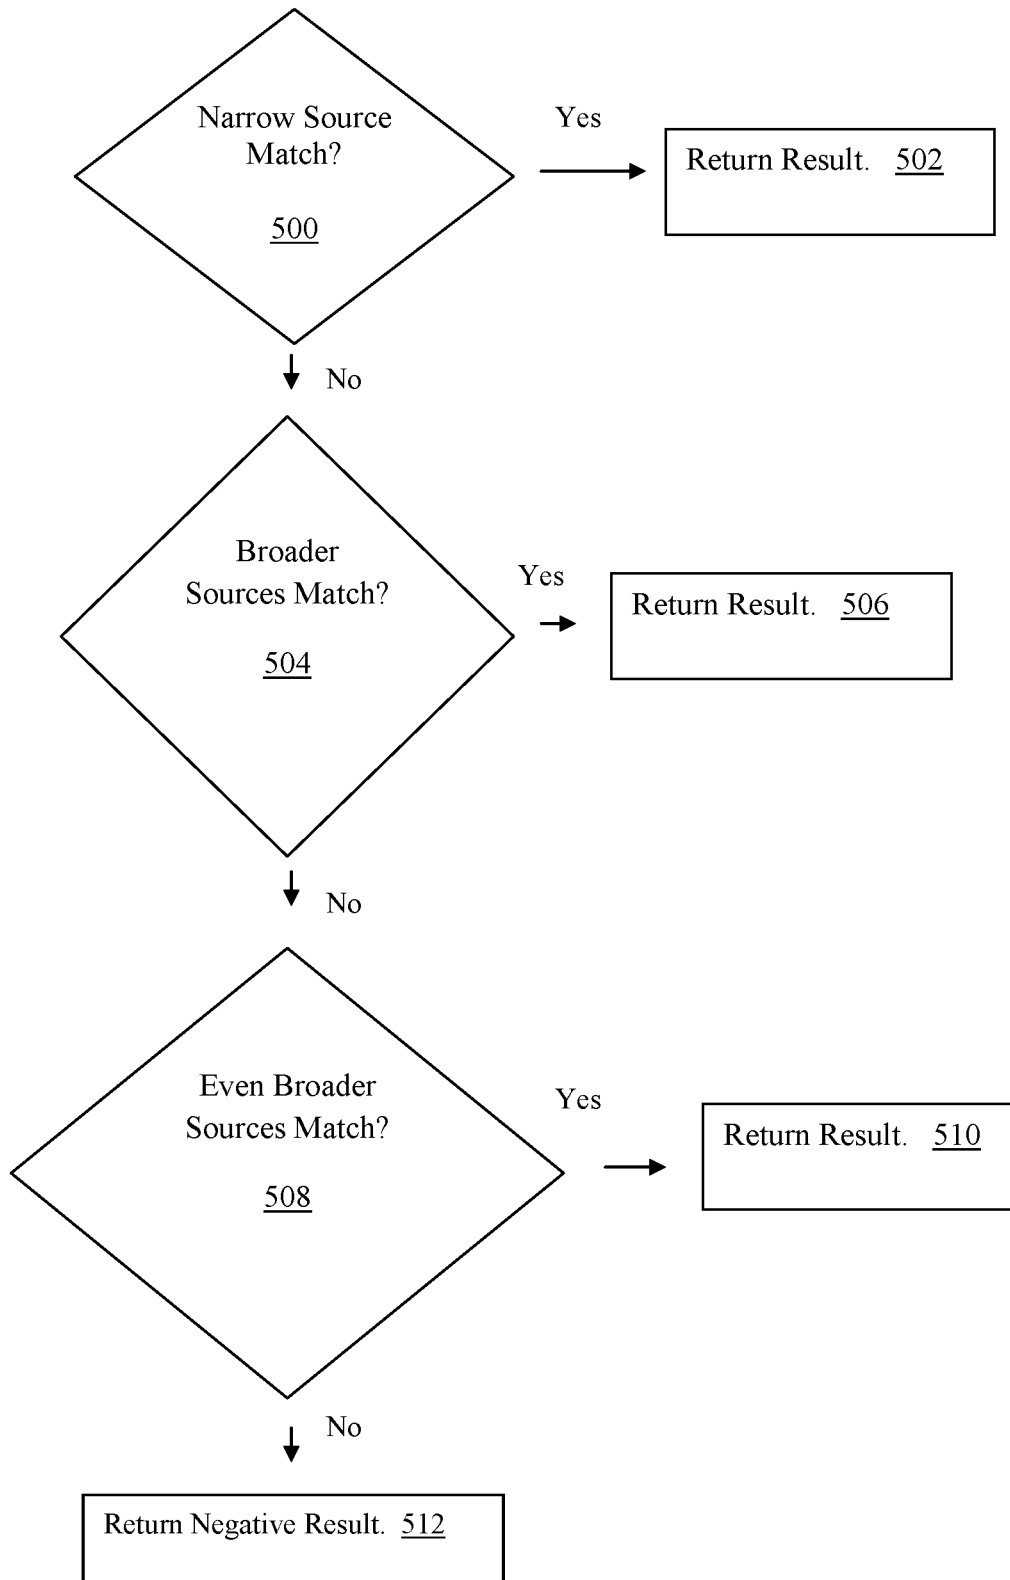 Narrow Source
Match?
500
Yes
Return Result. 502
No
Broader
Sources Match?
504
Yes
Return Result. 506
No
Even Broader
Sources Match?
508
Yes
Return Result. 510
No
Return Negative Result. 512